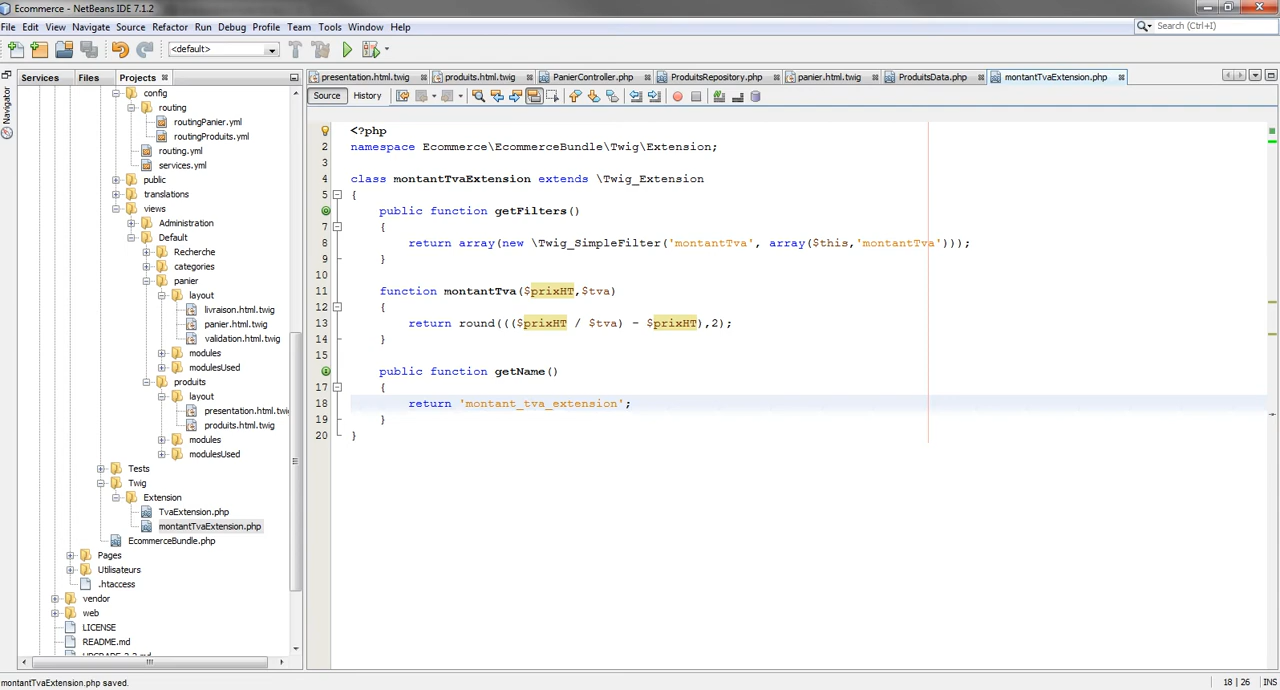 Ecommerce - NetBeans IDE 7.1.2
File Edit View Navigate Source Refactor Run Debug Profile Team Tools Window Help
Search (Ctrl+I)
<default>
Services Files Projects
presentation.html.twig produits.html.twig PanierController.php ProduitsRepository.php panier.html.twig ProduitsData.php montantTvaExtension.php
Navigator
Source History
config
routing
routingPanier.yml
routingProduits.yml
routing.yml
services.yml
public
translations
views
Administration
Default
Recherche
categories
panier
layout
livraison.html.twig
panier.html.twig
validation.html.twig
modules
modulesUsed
produits
layout
presentation.html.twig
produits.html.twig
modules
modulesUsed
Tests
Twig
Extension
TvaExtension.php
montantTvaExtension.php
EcommerceBundle.php
Pages
Utilisateurs
.htaccess
vendor
web
LICENSE
README.md
<?php
2 namespace Ecommerce\EcommerceBundle\Twig\Extension;
3
4 class montantTvaExtension extends \Twig_Extension
5 {
public function getFilters()
7 {
8 return array(new \Twig_SimpleFilter('montantTva', array($this,'montantTva')));
9 }
10
11 function montantTva($prixHT,$tva)
12 {
13 return round((($prixHT / $tva) - $prixHT),2);
14 }
15
public function getName()
17 {
18 return 'montant_tva_extension';
19 }
20 }
montantTvaExtension.php saved.
18 | 26 INS